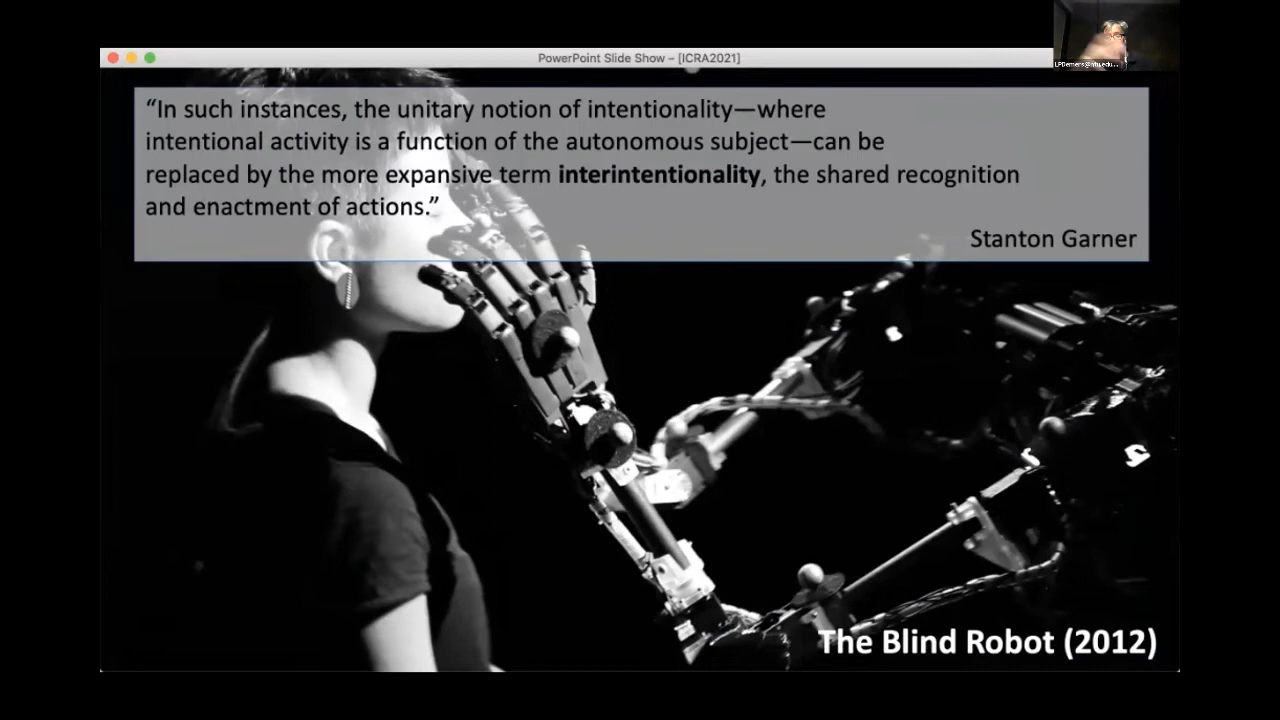 PowerPoint Slide Show – [ICRA2021]
“In such instances, the unitary notion of intentionality—where
intentional activity is a function of the autonomous subject—can be
replaced by the more expansive term interintentionality, the shared recognition
and enactment of actions.”
Stanton Garner
The Blind Robot (2012)